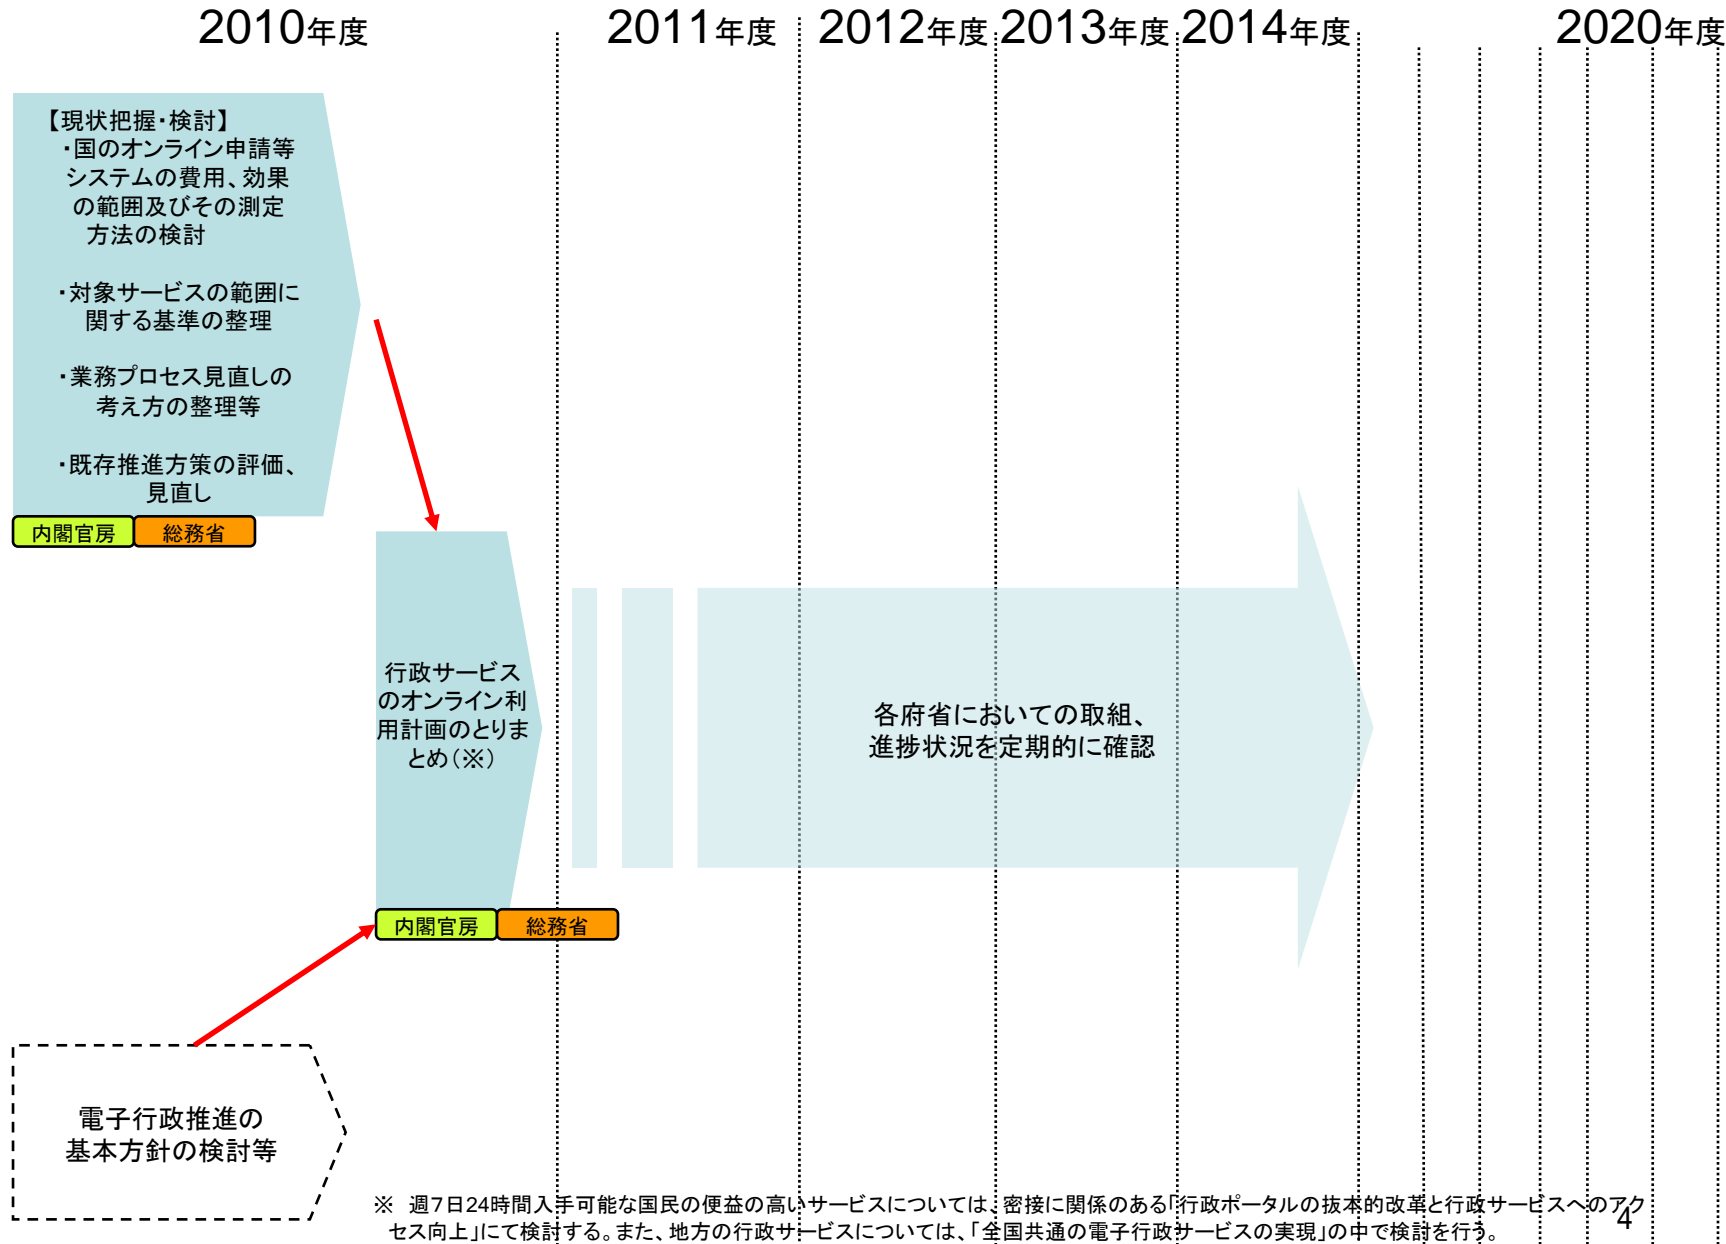 2010年度 2011年度 2012年度 2013年度 2014年度 2020年度
【現状把握・検討】
・国のオンライン申請等
システムの費用、効果
の範囲及びその測定
方法の検討
・対象サービスの範囲に
関する基準の整理
・業務プロセス見直しの
考え方の整理等
・既存推進方策の評価、
見直し
内閣官房 総務省
行政サービス
のオンライン利
用計画のとりま
とめ(※)
内閣官房 総務省
各府省においての取組、
進捗状況を定期的に確認
電子行政推進の
基本方針の検討等
※ 週7日24時間入手可能な国民の便益の高いサービスについては、密接に関係のある「行政ポータルの抜本的改革と行政サービスへのアク
セス向上」にて検討する。また、地方の行政サービスについては、「全国共通の電子行政サービスの実現」の中で検討を行う。
4